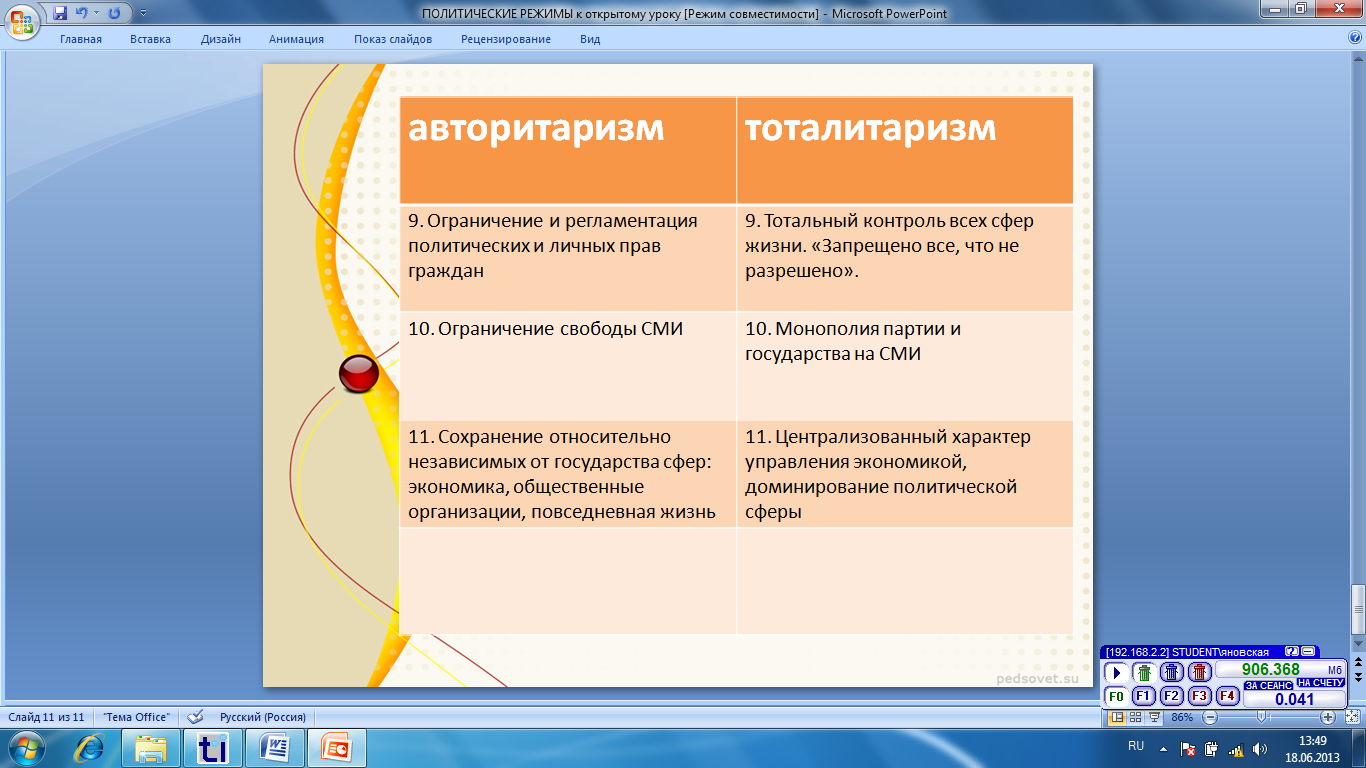 ПОЛИТИЧЕСКИЕ РЕЖИМЫ к открытому уроку [Режим совместимости] - Microsoft PowerPoint
Главная Вставка Дизайн Анимация Показ слайдов Рецензирование Вид
авторитаризм
тоталитаризм
9. Ограничение и регламентация
политических и личных прав
граждан
9. Тотальный контроль всех сфер
жизни. «Запрещено все, что не
разрешено».
10. Ограничение свободы СМИ
10. Монополия партии и
государства на СМИ
11. Сохранение относительно
независимых от государства сфер:
экономика, общественные
организации, повседневная жизнь
11. Централизованный характер
управления экономикой,
доминирование политической
сферы
pedsovet.su
[192.168.2.2] STUDENT\яновская
906.368 Мб
ЗА СЕАНС НА СЧЕТУ
F0 F1 F2 F3 F4 0.041
Слайд 11 из 11 "Тема Office" Русский (Россия) 86%
RU 13:49
18.06.2013